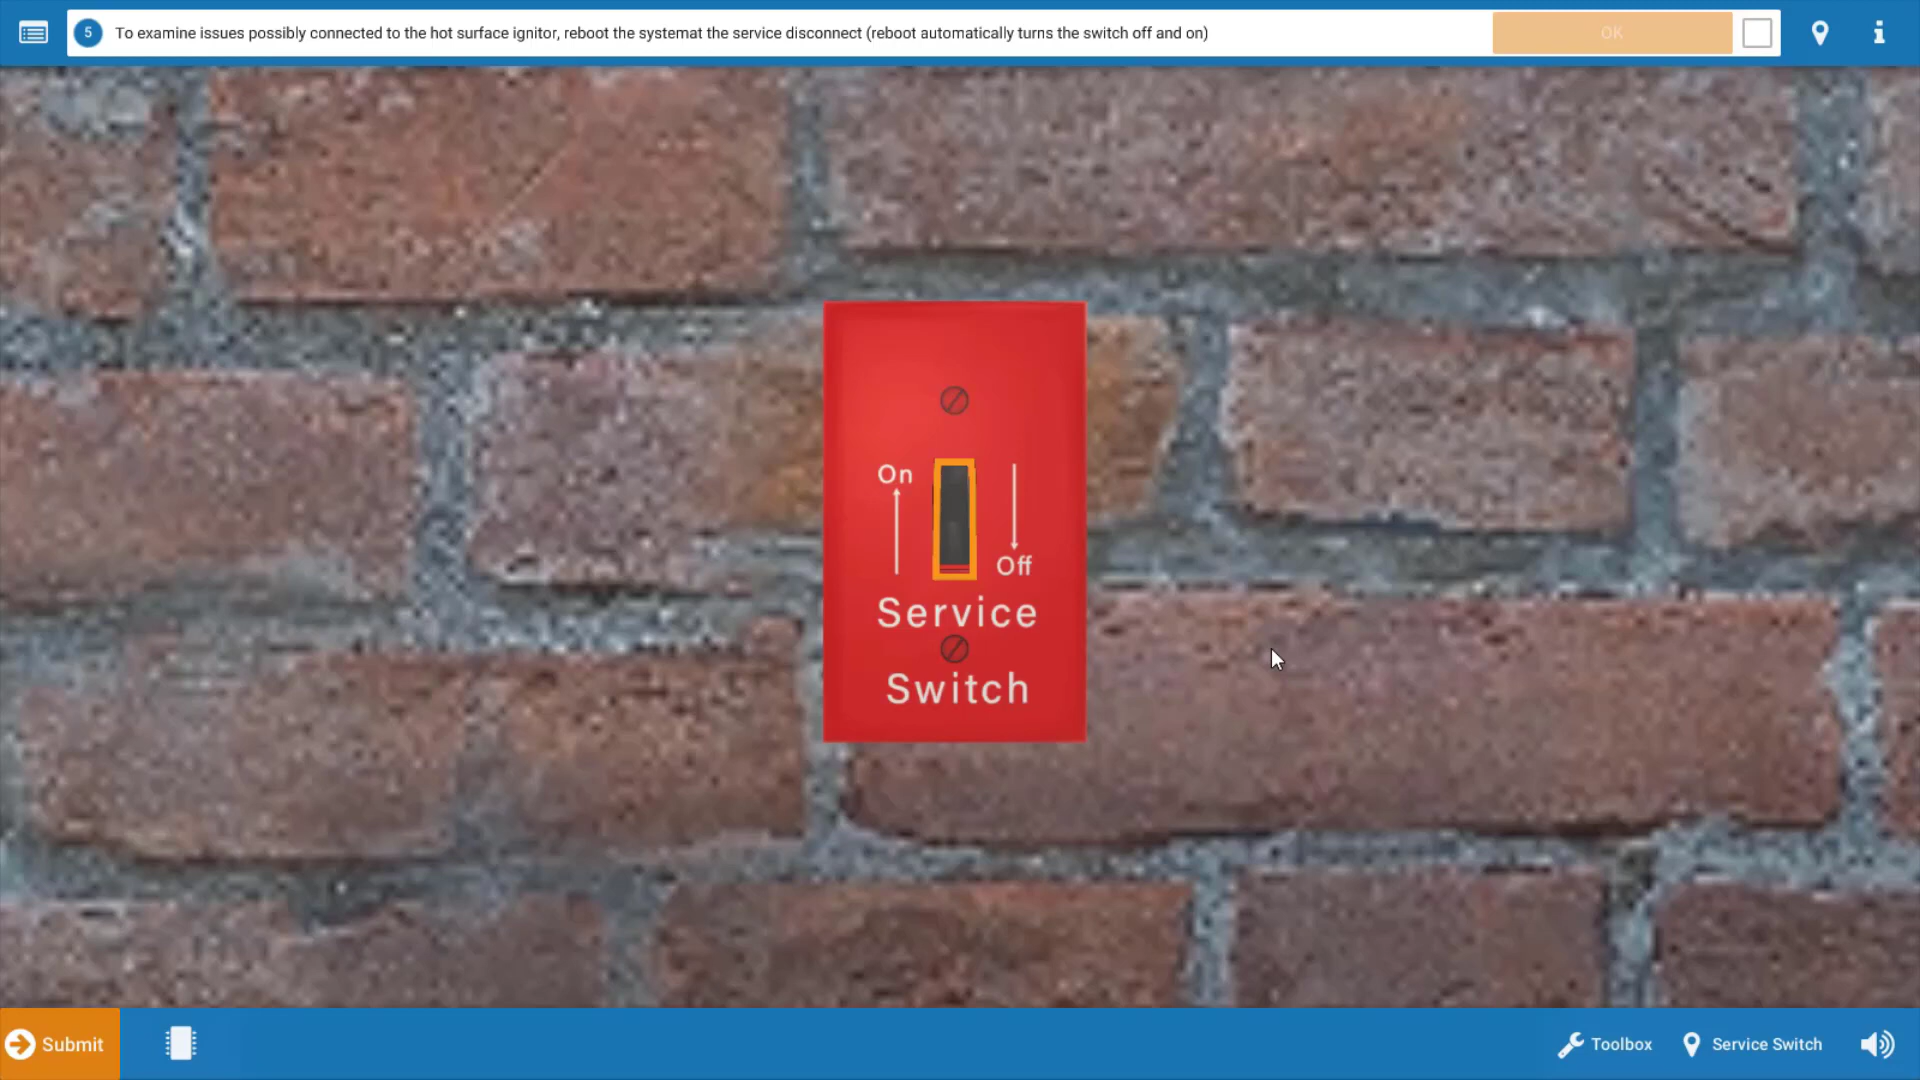 5 To examine issues possibly connected to the hot surface ignitor, reboot the systemat the service disconnect (reboot automatically turns the switch off and on)
OK
On
Off
Service
Switch
Submit
Toolbox
Service Switch